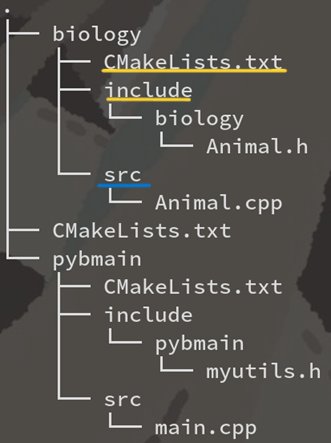 .
biology
CMakeLists.txt
include
biology
Animal.h
src
Animal.cpp
CMakeLists.txt
pybmain
CMakeLists.txt
include
pybmain
myutils.h
src
main.cpp